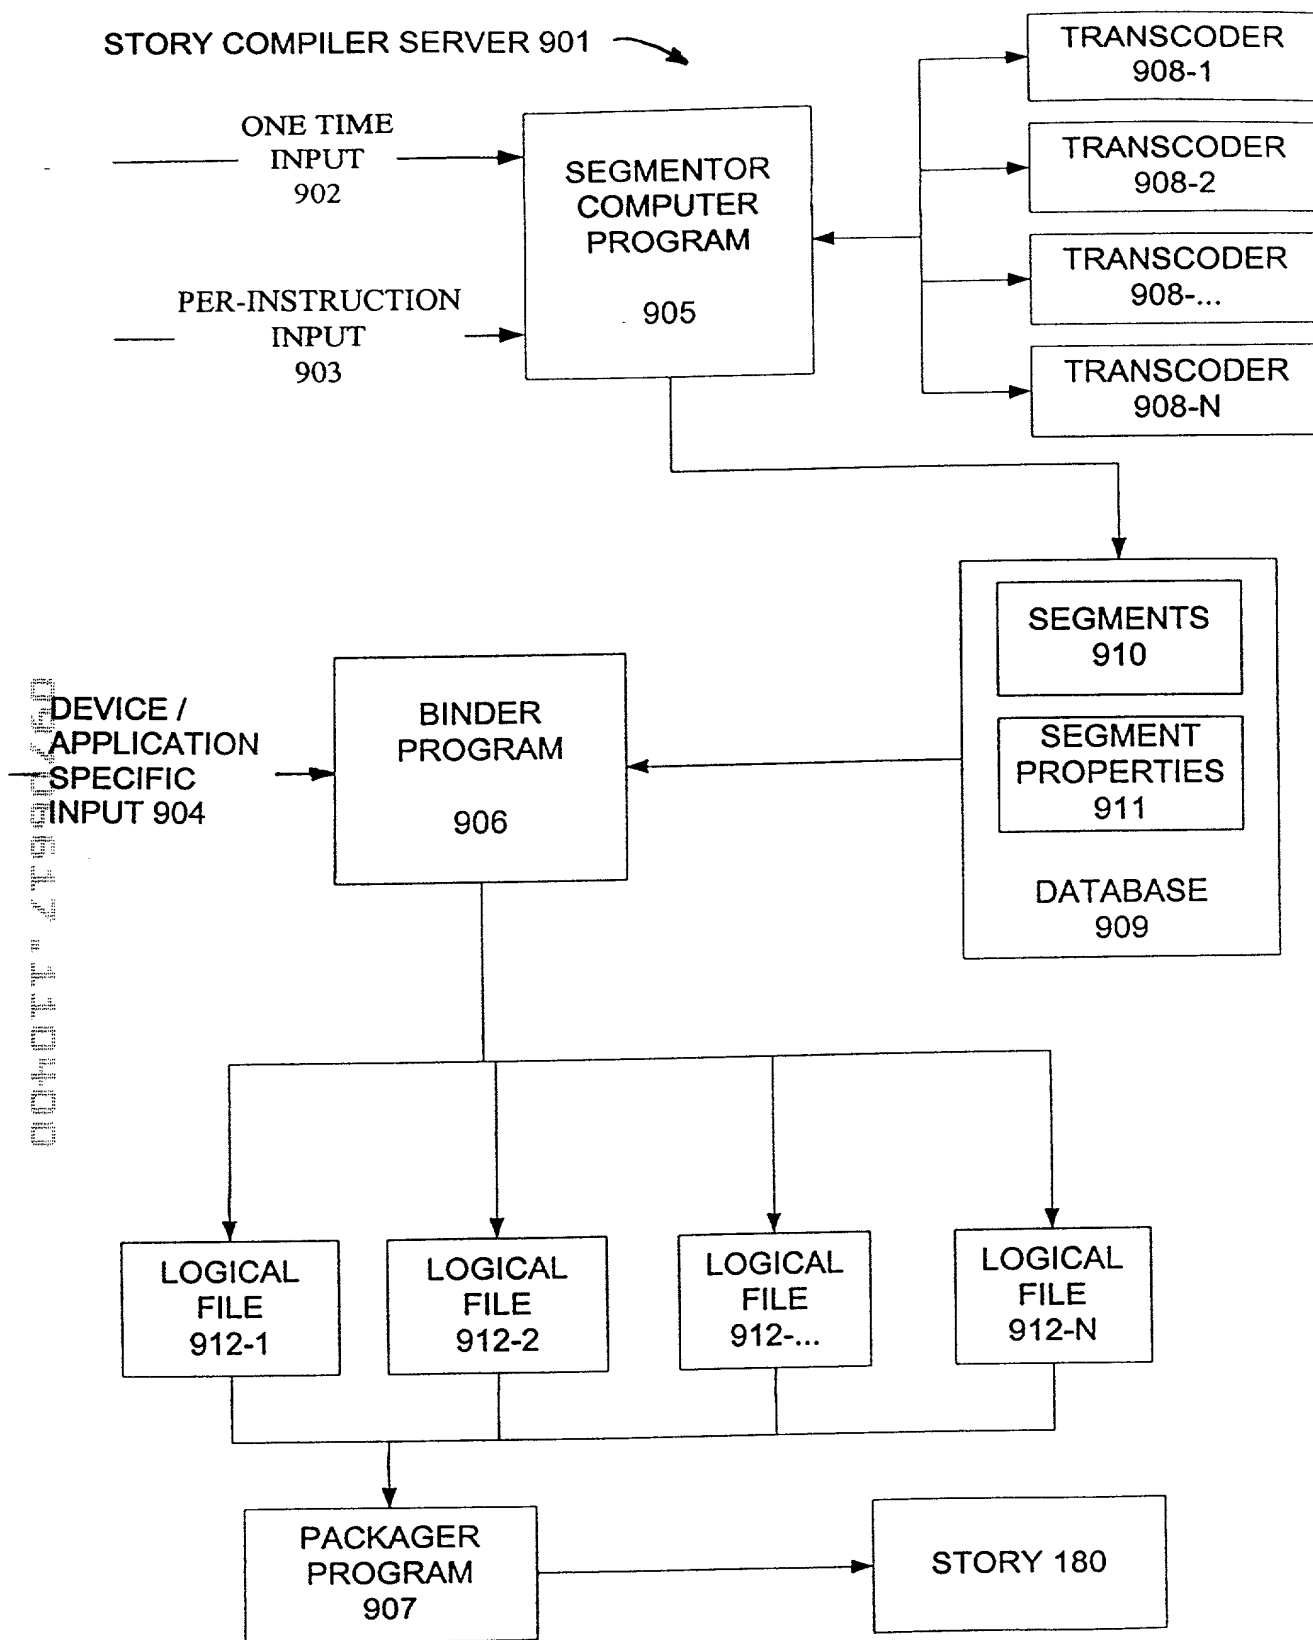 STORY COMPILER SERVER 901
TRANSCODER
908-1
ONE TIME
INPUT
902
SEGMENTOR
COMPUTER
PROGRAM
905
TRANSCODER
908-2
TRANSCODER
908-...
PER-INSTRUCTION
INPUT
903
TRANSCODER
908-N
SEGMENTS
910
SEGMENT
PROPERTIES
911
DATABASE
909
DEVICE /
APPLICATION
SPECIFIC
INPUT 904
BINDER
PROGRAM
906
LOGICAL
FILE
912-1
LOGICAL
FILE
912-2
LOGICAL
FILE
912-...
LOGICAL
FILE
912-N
PACKAGER
PROGRAM
907
STORY 180